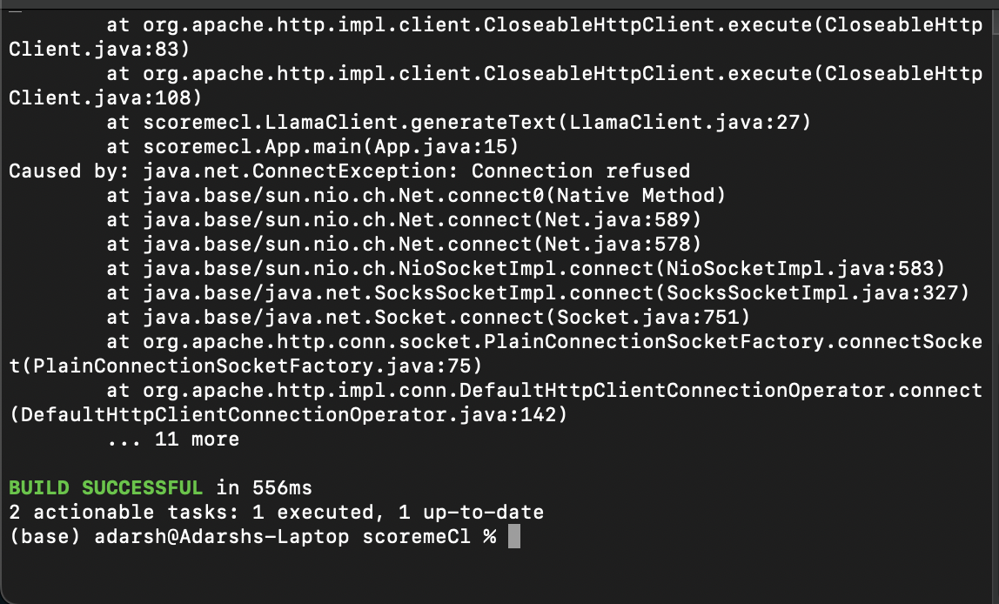 at org.apache.http.impl.client.CloseableHttpClient.execute(CloseableHttp
Client.java:83)
        at org.apache.http.impl.client.CloseableHttpClient.execute(CloseableHttp
Client.java:108)
        at scoremecl.LlamaClient.generateText(LlamaClient.java:27)
        at scoremecl.App.main(App.java:15)
Caused by: java.net.ConnectException: Connection refused
        at java.base/sun.nio.ch.Net.connect0(Native Method)
        at java.base/sun.nio.ch.Net.connect(Net.java:589)
        at java.base/sun.nio.ch.Net.connect(Net.java:578)
        at java.base/sun.nio.ch.NioSocketImpl.connect(NioSocketImpl.java:583)
        at java.base/java.net.SocksSocketImpl.connect(SocksSocketImpl.java:327)
        at java.base/java.net.Socket.connect(Socket.java:751)
        at org.apache.http.conn.socket.PlainConnectionSocketFactory.connectSocke
t(PlainConnectionSocketFactory.java:75)
        at org.apache.http.impl.conn.DefaultHttpClientConnectionOperator.connect
(DefaultHttpClientConnectionOperator.java:142)
        ... 11 more

BUILD SUCCESSFUL in 556ms
2 actionable tasks: 1 executed, 1 up-to-date
(base) adarsh@Adarshs-Laptop scoremeCl %